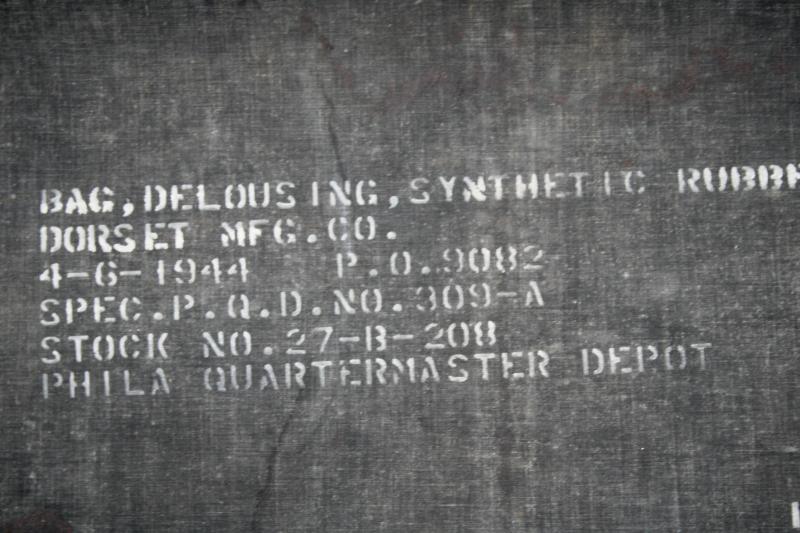 BAG, DELOUSING, SYNTHETIC RUBBE
DORSET MFG. CO.
4-6-1944 P.O. 9082
SPEC. P.Q.D. NO. 309-A
STOCK NO. 27-B-208
PHILA QUARTERMASTER DEPOT